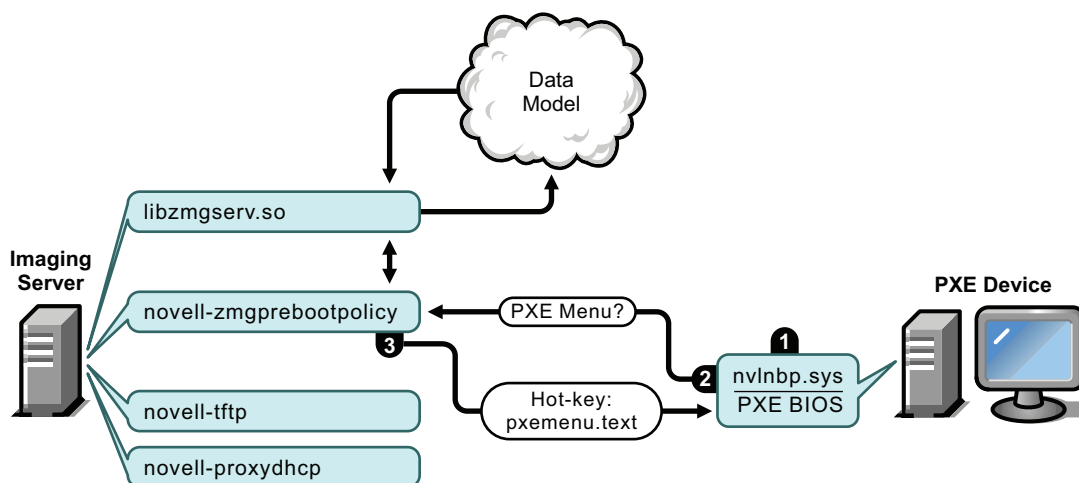 Data
Model
libzmgserv.so
Imaging
Server
novell-zmgprebootpolicy
PXE Menu?
PXE Device
1
3
2
nvlnbp.sys
PXE BIOS
Hot-key:
pxemenu.text
novell-tftp
novell-proxydhcp